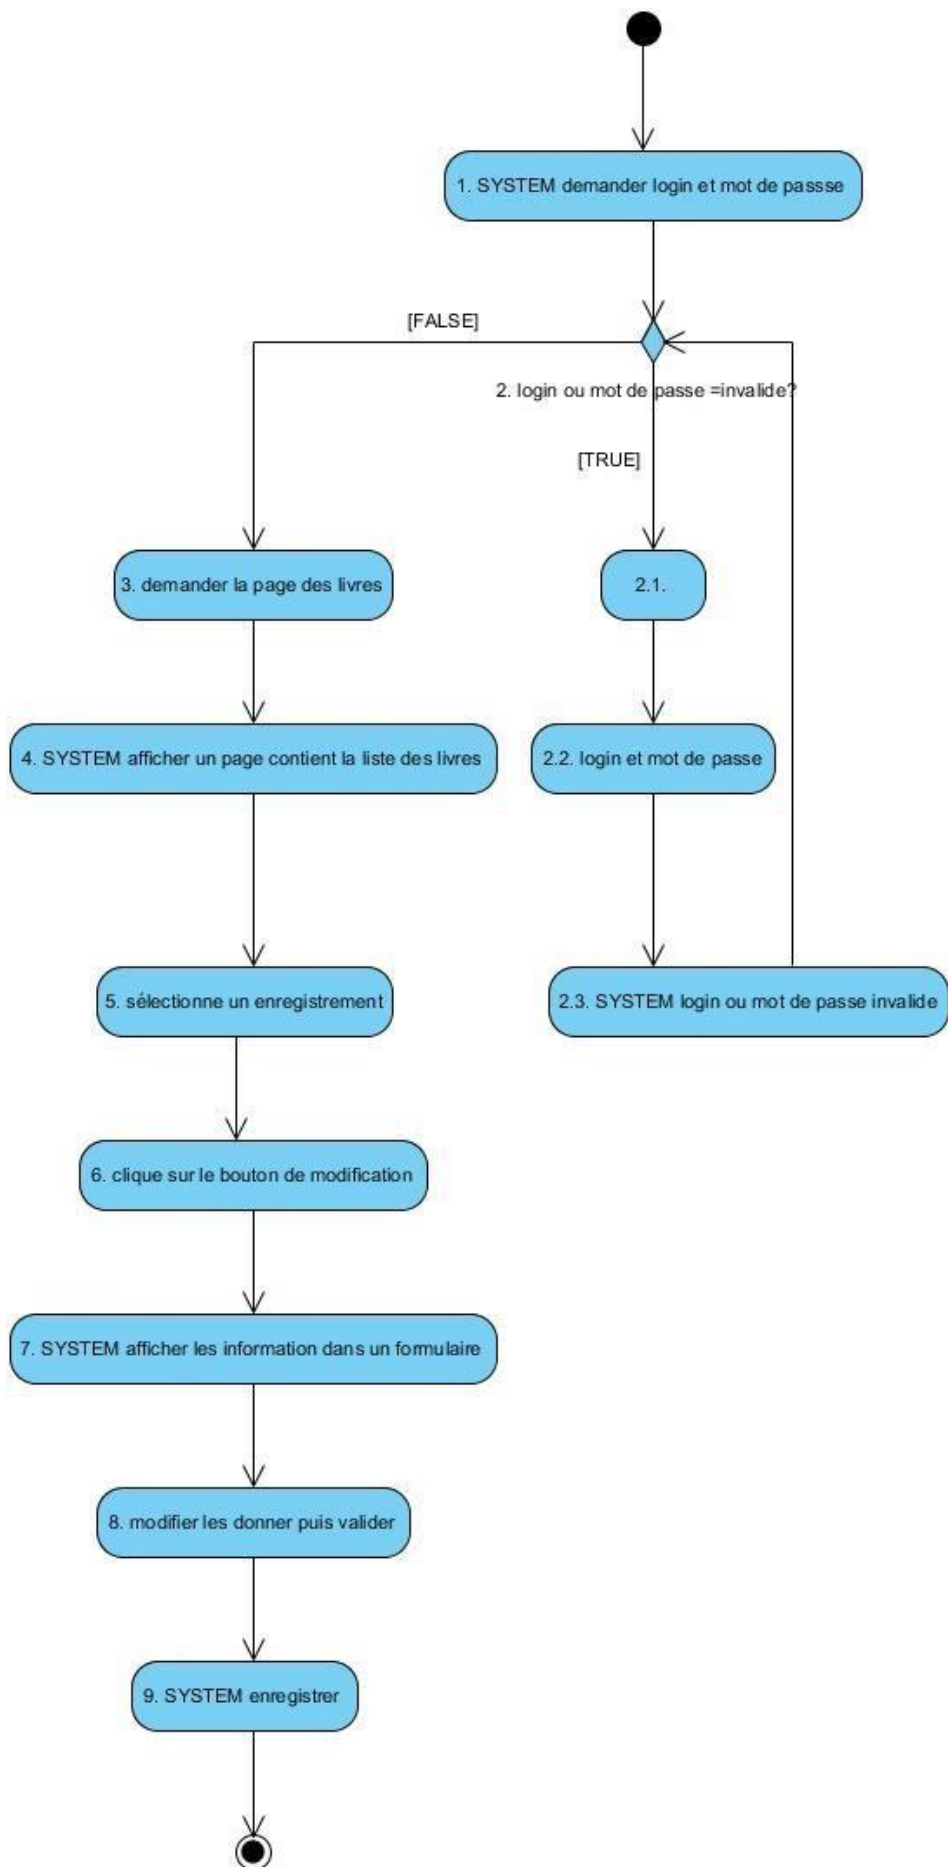 1. SYSTEM demander login et mot de passse
[FALSE]
2. login ou mot de passe =invalide?
[TRUE]
3. demander la page des livres
2.1.
4. SYSTEM afficher un page contient la liste des livres
2.2. login et mot de passe
5. sélectionne un enregistrement
2.3. SYSTEM login ou mot de passe invalide
6. clique sur le bouton de modification
7. SYSTEM afficher les information dans un formulaire
8. modifier les donner puis valider
9. SYSTEM enregistrer